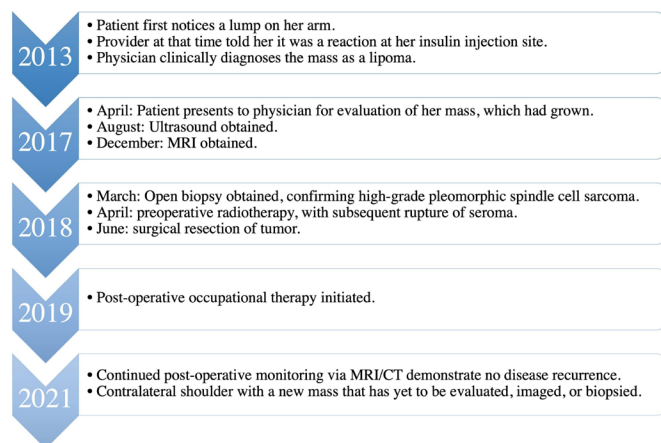 2013
• Patient first notices a lump on her arm.
• Provider at that time told her it was a reaction at her insulin injection site.
• Physician clinically diagnoses the mass as a lipoma.
2017
• April: Patient presents to physician for evaluation of her mass, which had grown.
• August: Ultrasound obtained.
• December: MRI obtained.
2018
• March: Open biopsy obtained, confirming high-grade pleomorphic spindle cell sarcoma.
• April: preoperative radiotherapy, with subsequent rupture of seroma.
• June: surgical resection of tumor.
2019
• Post-operative occupational therapy initiated.
2021
• Continued post-operative monitoring via MRI/CT demonstrate no disease recurrence.
• Contralateral shoulder with a new mass that has yet to be evaluated, imaged, or biopsied.